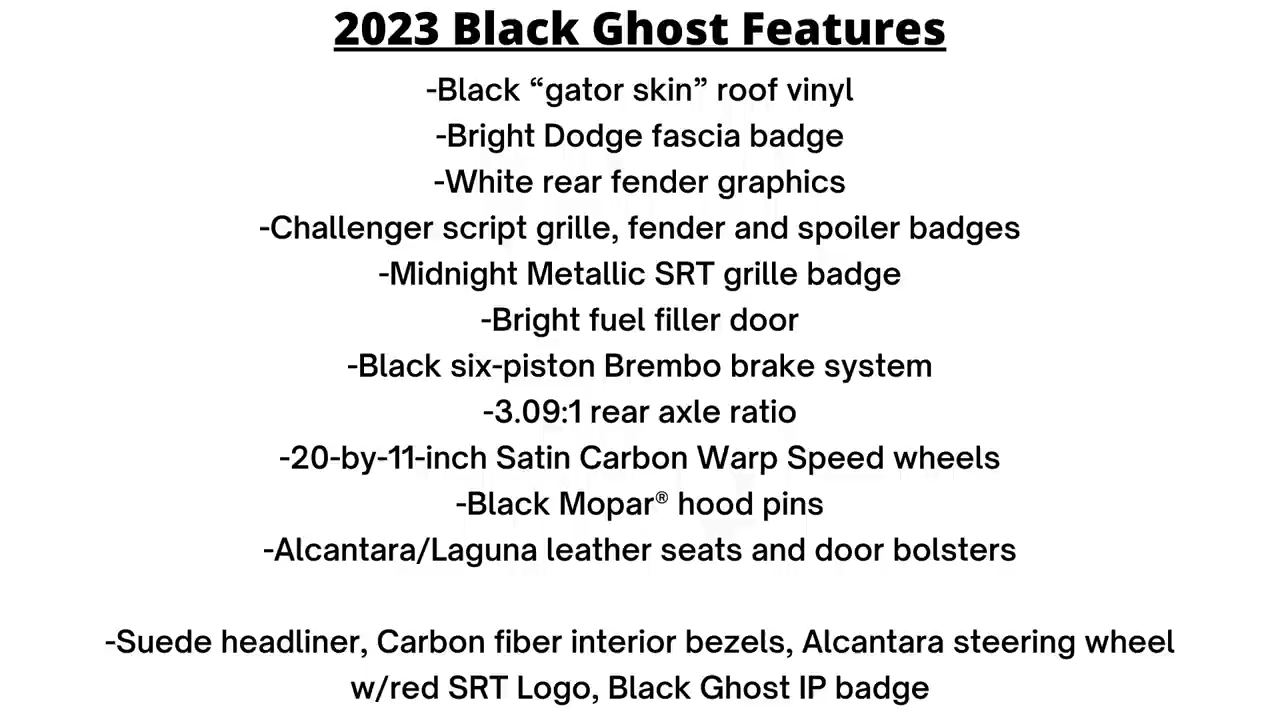 2023 Black Ghost Features
-Black “gator skin” roof vinyl
-Bright Dodge fascia badge
-White rear fender graphics
-Challenger script grille, fender and spoiler badges
-Midnight Metallic SRT grille badge
-Bright fuel filler door
-Black six-piston Brembo brake system
-3.09:1 rear axle ratio
-20-by-11-inch Satin Carbon Warp Speed wheels
-Black Mopar® hood pins
-Alcantara/Laguna leather seats and door bolsters
-Suede headliner, Carbon fiber interior bezels, Alcantara steering wheel
w/red SRT Logo, Black Ghost IP badge